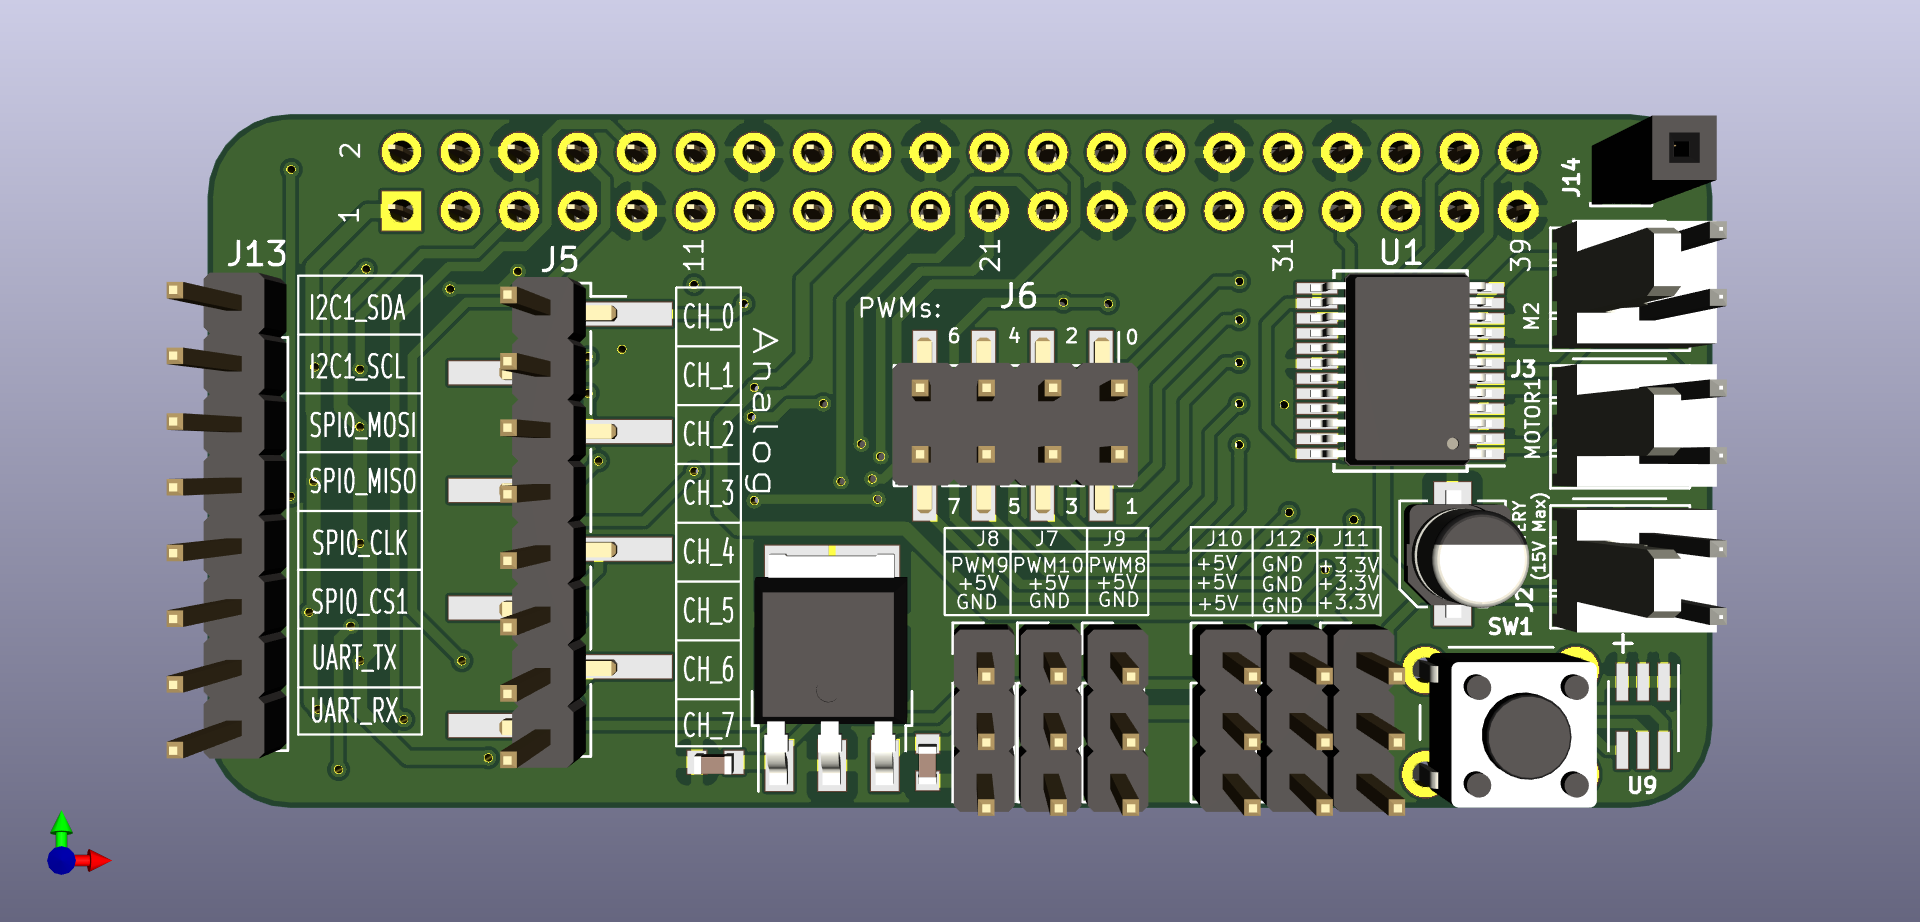 2
1
J14
J13
J5
11
21
31
39
U1
I2C1_SDA
I2C1_SCL
SPI0_MOSI
SPI0_MISO
SPI0_CLK
SPI0_CS1
UART_TX
UART_RX
CH_0
CH_1
CH_2
CH_3
CH_4
CH_5
CH_6
CH_7
Analog
PWMs:
J6
6 4 2 0
7 5 3 1
J8 J7 J9
PWM9 PWM10 PWM8
+5V +5V +5V
GND GND GND
J10 J12 J11
+5V GND +3.3V
+5V GND +3.3V
+5V GND +3.3V
M2
J3
MOTOR1
(15V Max)
J2
SW1
+
U9